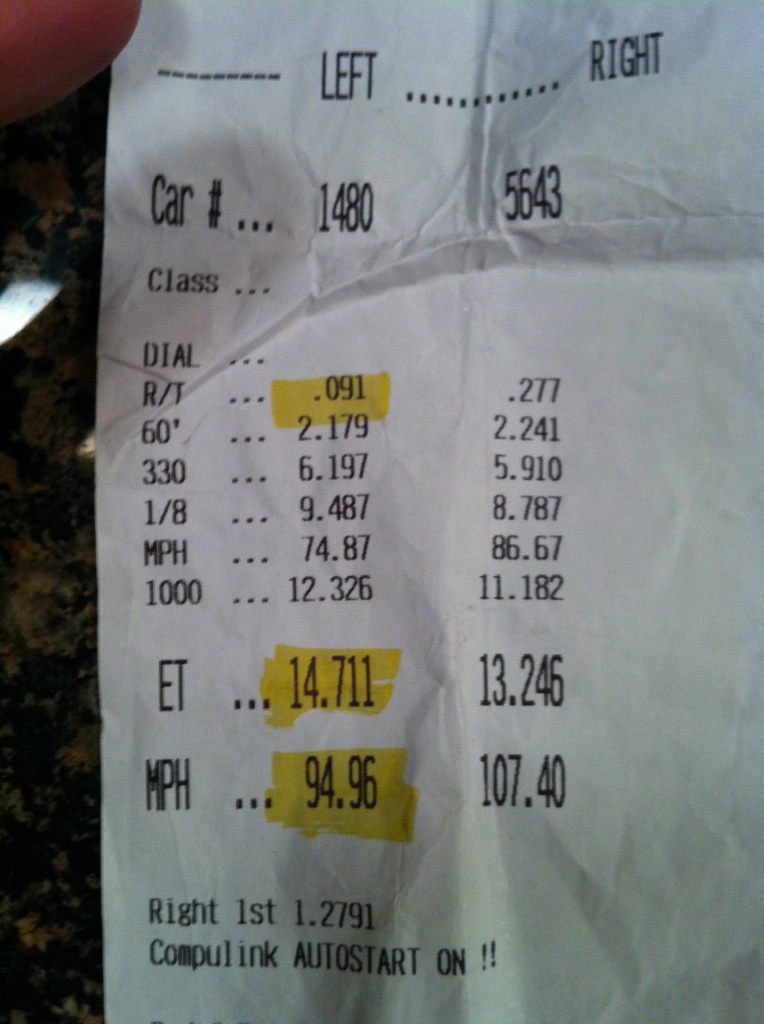 --------- LEFT ........... RIGHT
Car # ... 1480 5643
Class ...
DIAL ...
R/T ... .091 .277
60' ... 2.179 2.241
330 ... 6.197 5.910
1/8 ... 9.487 8.787
MPH ... 74.87 86.67
1000 ... 12.326 11.182
ET ... 14.711 13.246
MPH ... 94.96 107.40
Right 1st 1.2791
Compulink AUTOSTART ON !!